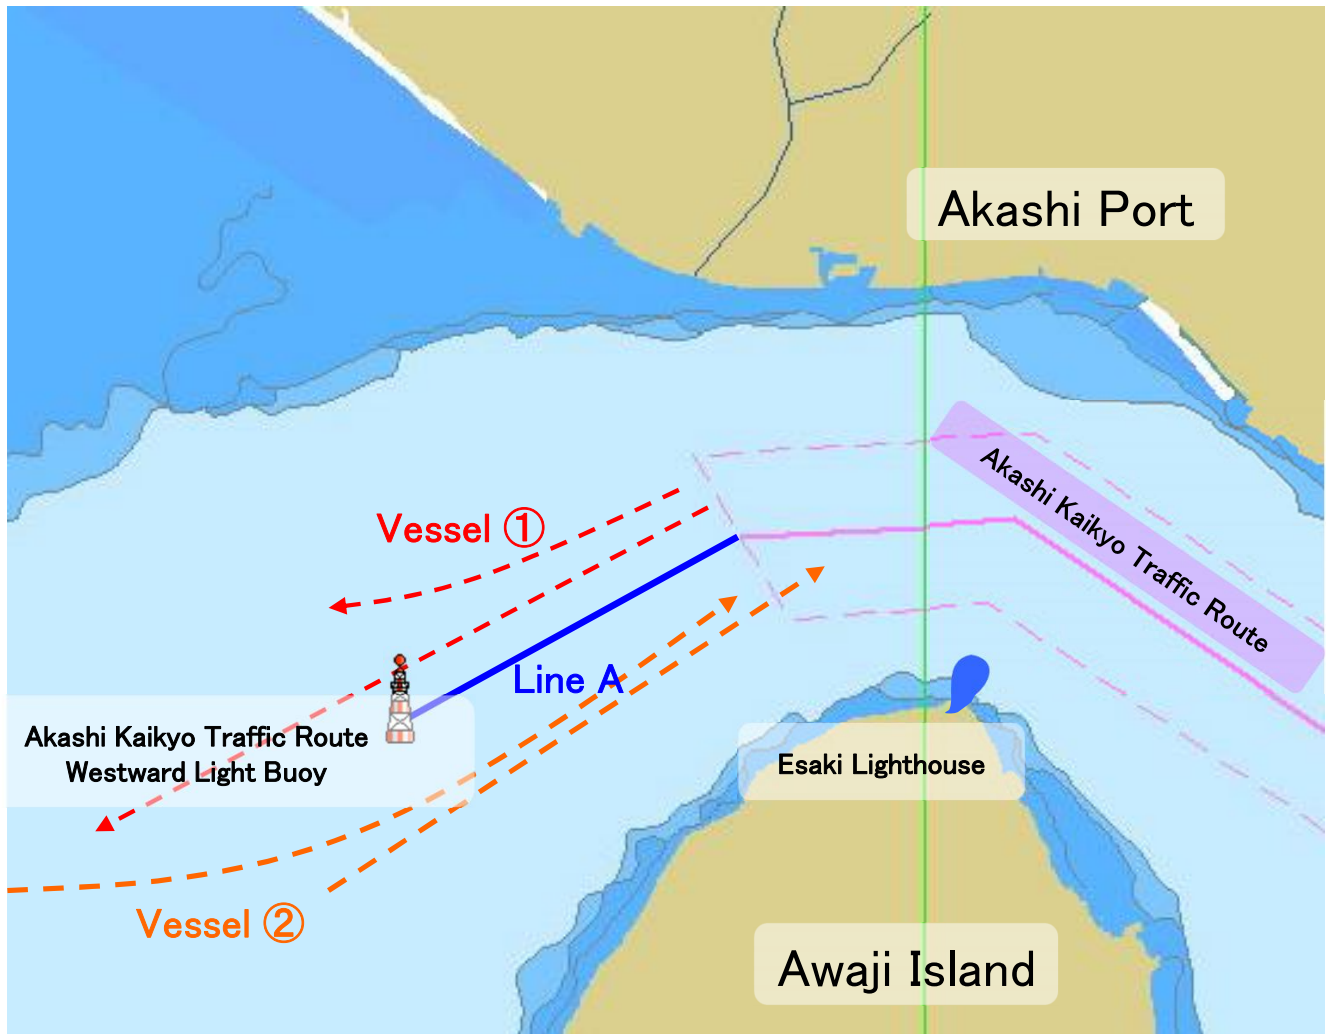 Akashi Port
Akashi Kaikyo Traffic Route
Vessel ①
Line A
Akashi Kaikyo Traffic Route
Westward Light Buoy
Esaki Lighthouse
Vessel ②
Awaji Island